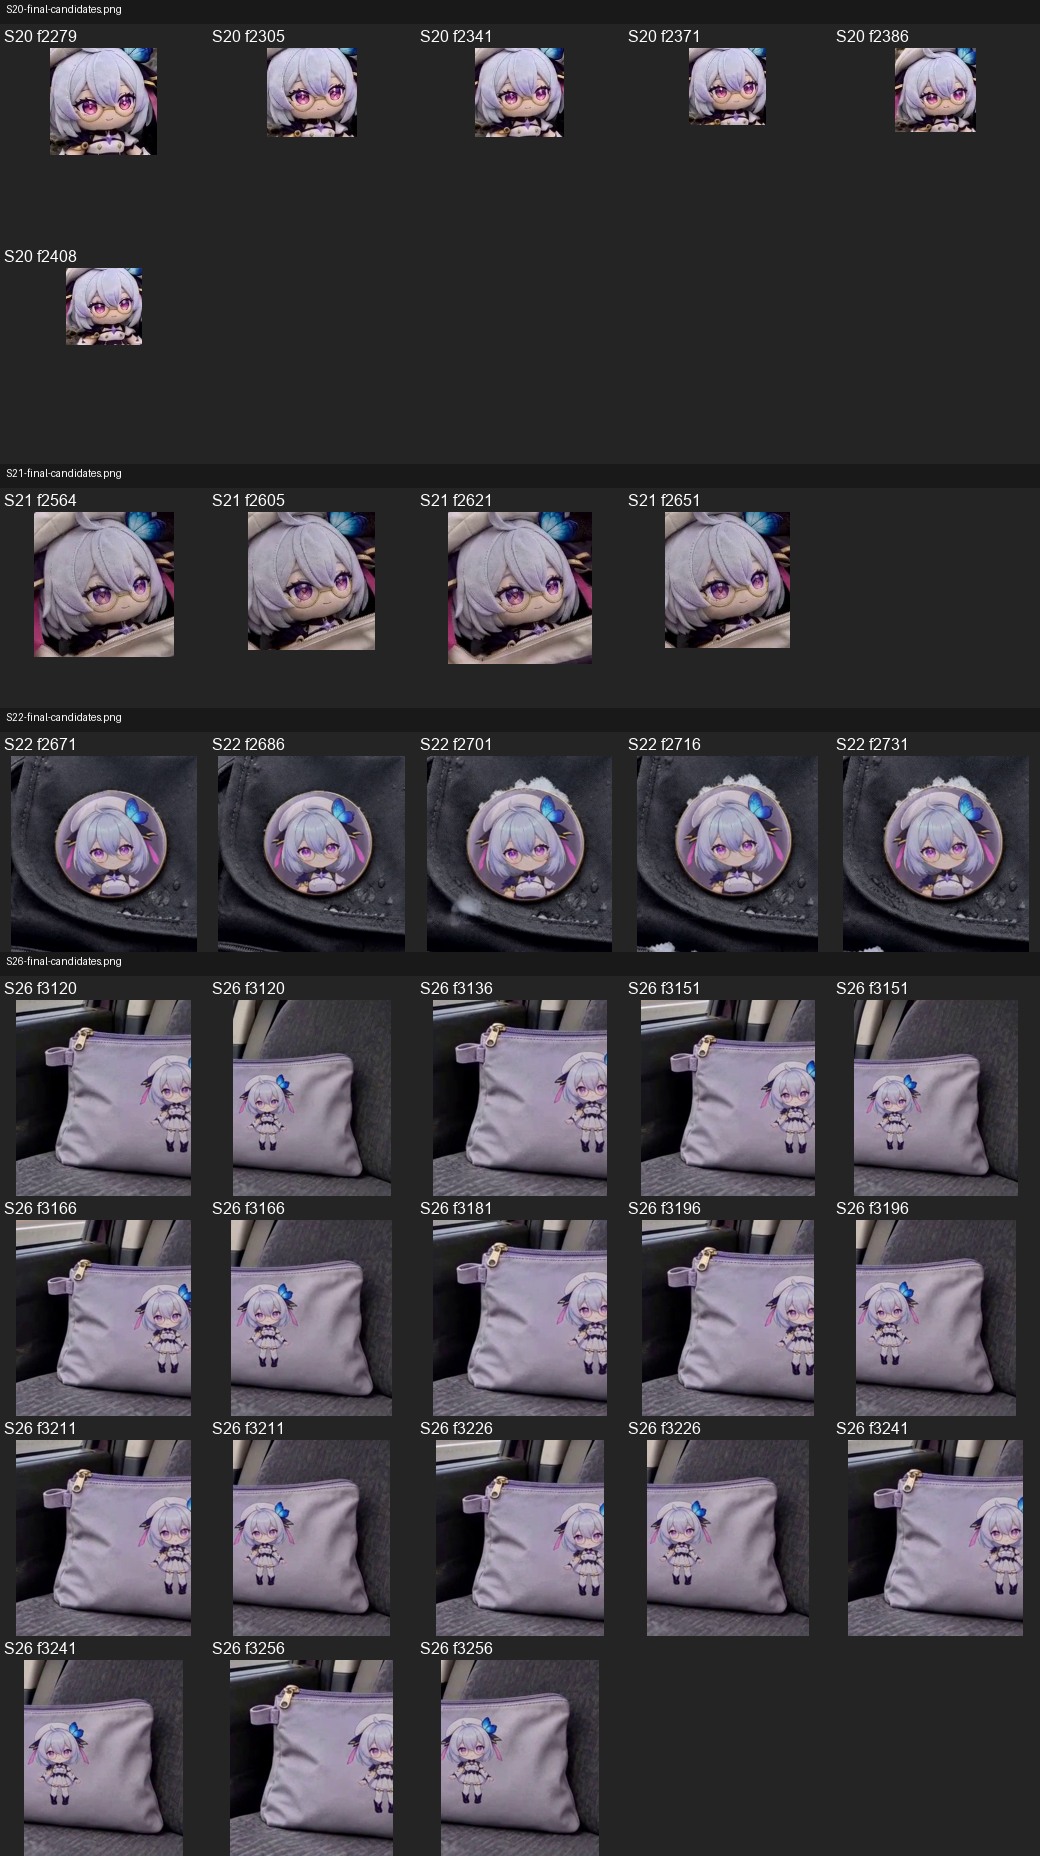 S20-final-candidates.png
S20 f2279
S20 f2305
S20 f2341
S20 f2371
S20 f2386
S20 f2408
S21-final-candidates.png
S21 f2564
S21 f2605
S21 f2621
S21 f2651
S22-final-candidates.png
S22 f2671
S22 f2686
S22 f2701
S22 f2716
S22 f2731
S26-final-candidates.png
S26 f3120
S26 f3120
S26 f3136
S26 f3151
S26 f3151
S26 f3166
S26 f3166
S26 f3181
S26 f3196
S26 f3196
S26 f3211
S26 f3211
S26 f3226
S26 f3226
S26 f3241
S26 f3241
S26 f3256
S26 f3256